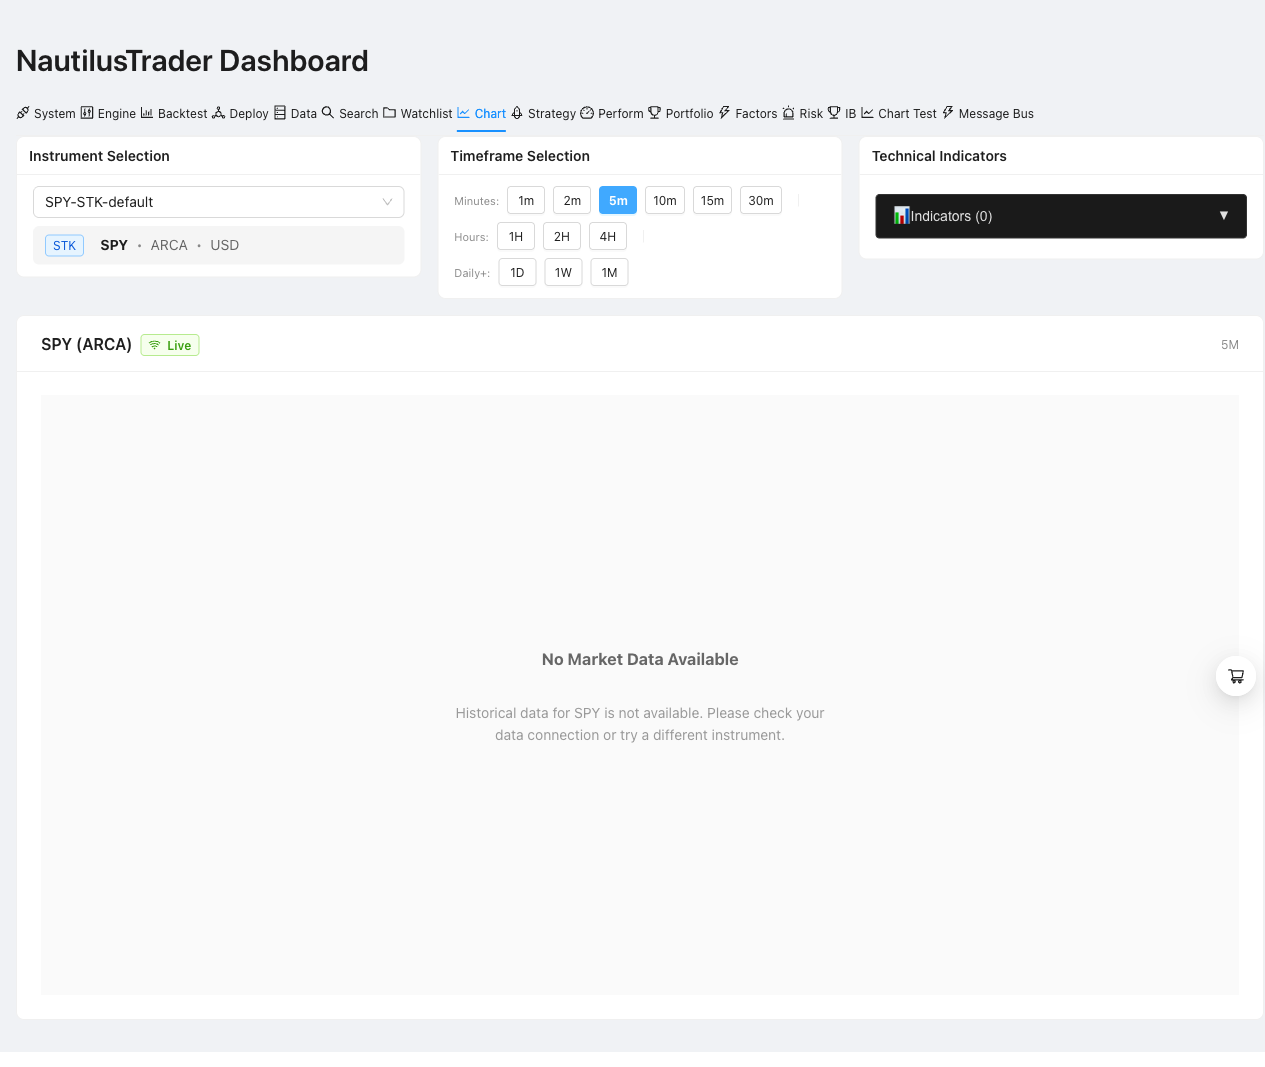 NautilusTrader Dashboard
System Engine Backtest Deploy Data Search Watchlist Chart Strategy Perform Portfolio Factors Risk IB Chart Test Message Bus
Instrument Selection
SPY-STK-default
STK SPY • ARCA • USD
Timeframe Selection
Minutes: 1m 2m 5m 10m 15m 30m
Hours: 1H 2H 4H
Daily+: 1D 1W 1M
Technical Indicators
Indicators (0) ▼
SPY (ARCA) Live 5M
No Market Data Available
Historical data for SPY is not available. Please check your
data connection or try a different instrument.